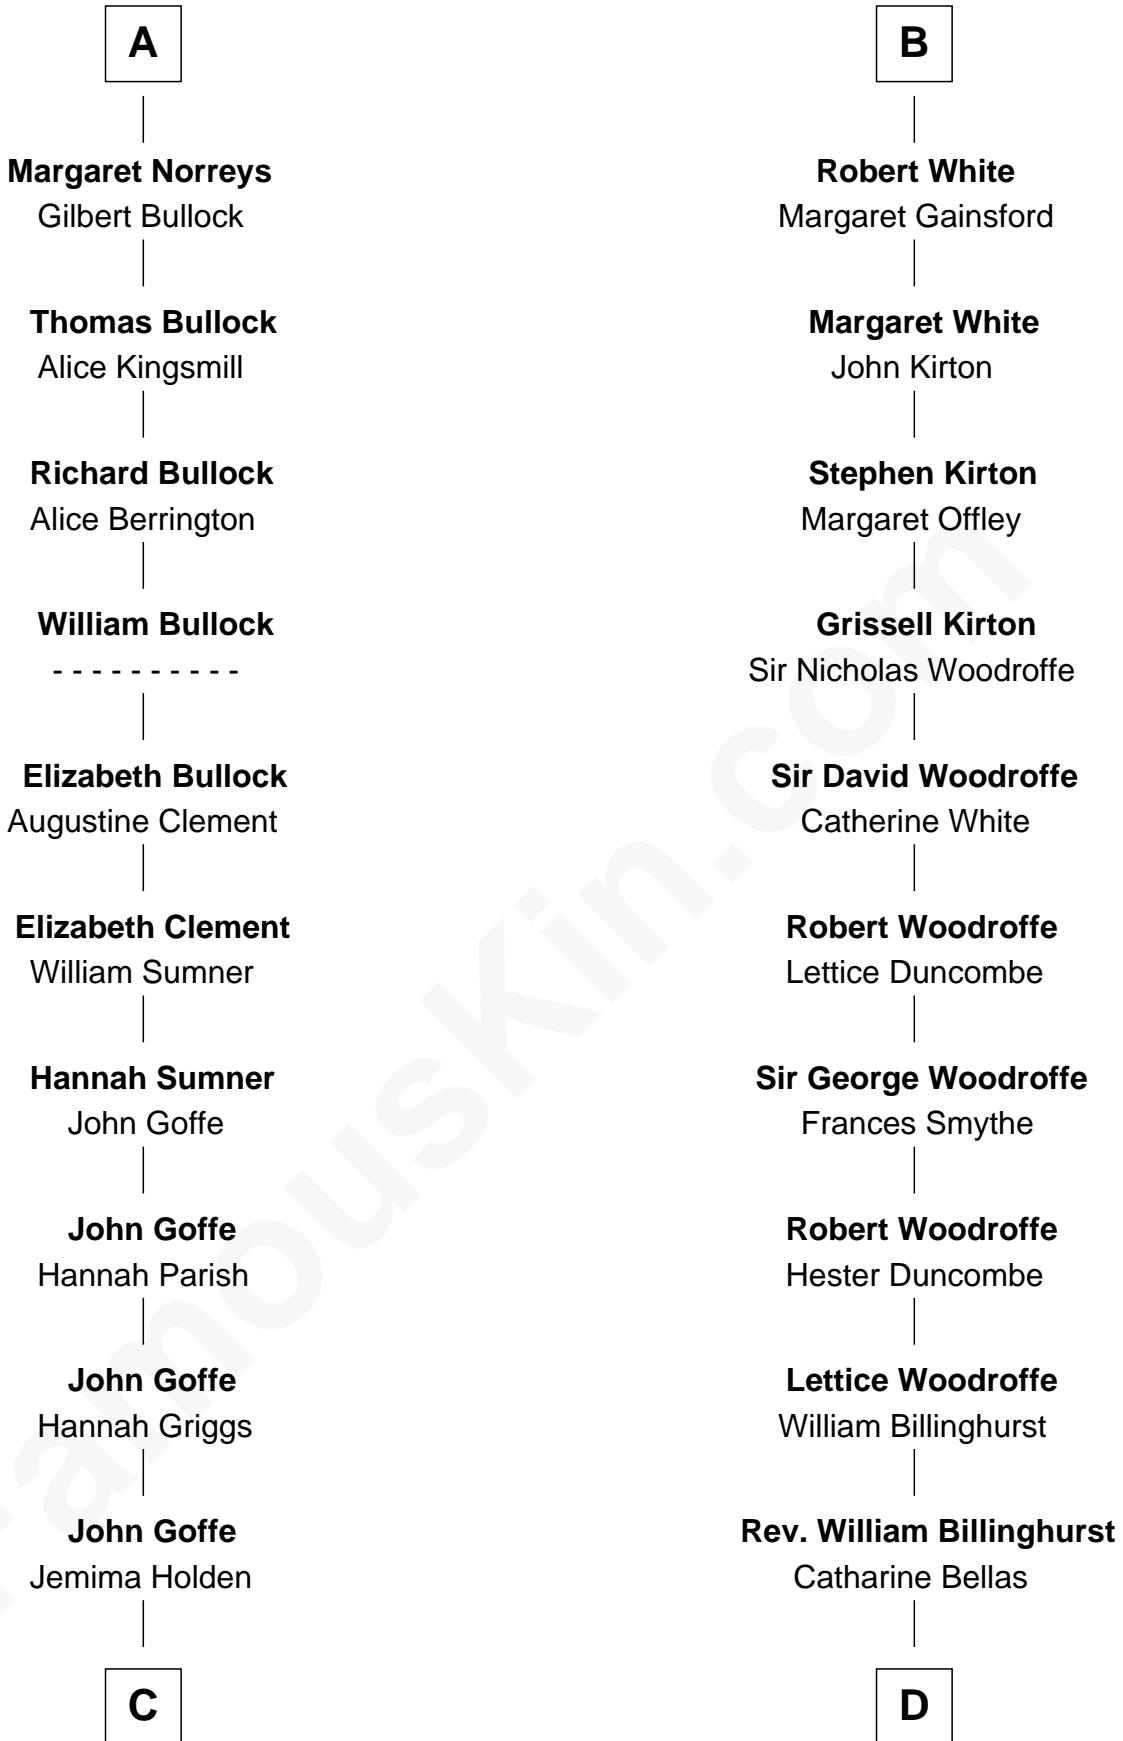 A
Margaret Norreys
Gilbert Bullock
Thomas Bullock
Alice Kingsmill
Richard Bullock
Alice Berrington
William Bullock
- - - - - - - - - -
Elizabeth Bullock
Augustine Clement
Elizabeth Clement
William Sumner
Hannah Sumner
John Goffe
John Goffe
Hannah Parish
John Goffe
Hannah Griggs
John Goffe
Jemima Holden
C
B
Robert White
Margaret Gainsford
Margaret White
John Kirton
Stephen Kirton
Margaret Offley
Grissell Kirton
Sir Nicholas Woodroffe
Sir David Woodroffe
Catherine White
Robert Woodroffe
Lettice Duncombe
Sir George Woodroffe
Frances Smythe
Robert Woodroffe
Hester Duncombe
Lettice Woodroffe
William Billinghurst
Rev. William Billinghurst
Catharine Bellas
D
FamousKin.com